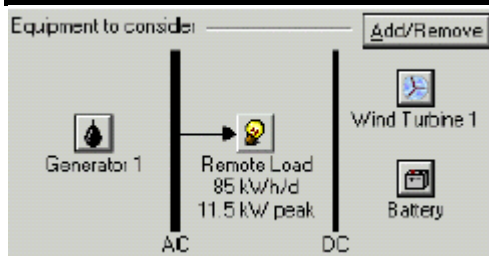 Equipment to consider
Add/Remove
Wind Turbine 1
Generator 1
Remote Load
85 kWh/d
11.5 kW peak
Battery
AC
DC